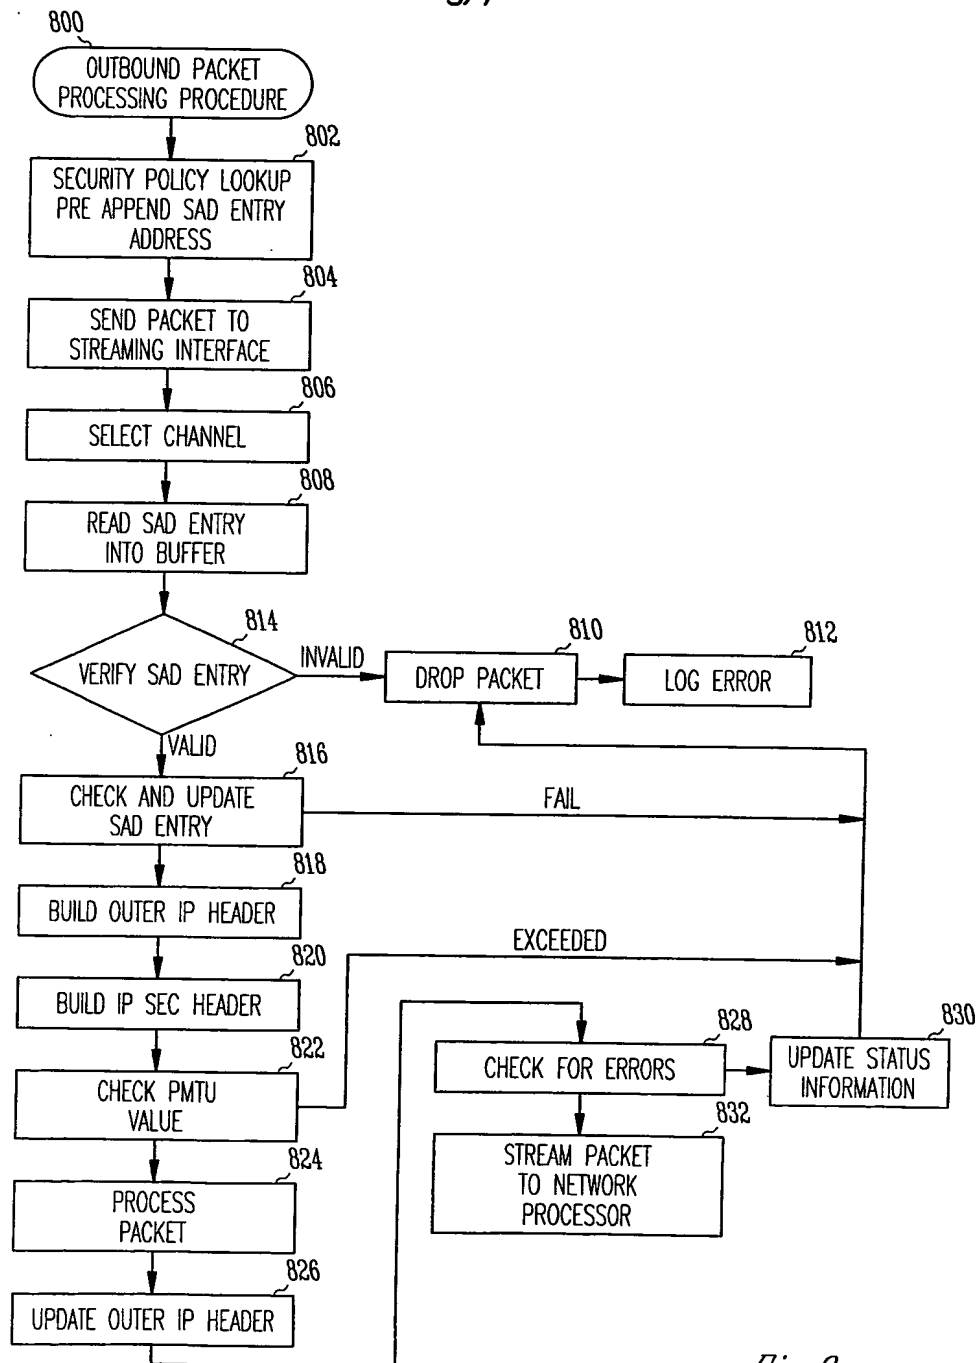 800
OUTBOUND PACKET
PROCESSING PROCEDURE
802
SECURITY POLICY LOOKUP
PRE APPEND SAD ENTRY
ADDRESS
804
SEND PACKET TO
STREAMING INTERFACE
806
SELECT CHANNEL
808
READ SAD ENTRY
INTO BUFFER
814
VERIFY SAD ENTRY
INVALID
810
DROP PACKET
812
LOG ERROR
VALID
816
CHECK AND UPDATE
SAD ENTRY
FAIL
818
BUILD OUTER IP HEADER
EXCEEDED
820
BUILD IP SEC HEADER
822
CHECK PMTU
VALUE
828
CHECK FOR ERRORS
830
UPDATE STATUS
INFORMATION
832
STREAM PACKET
TO NETWORK
PROCESSOR
824
PROCESS
PACKET
826
UPDATE OUTER IP HEADER